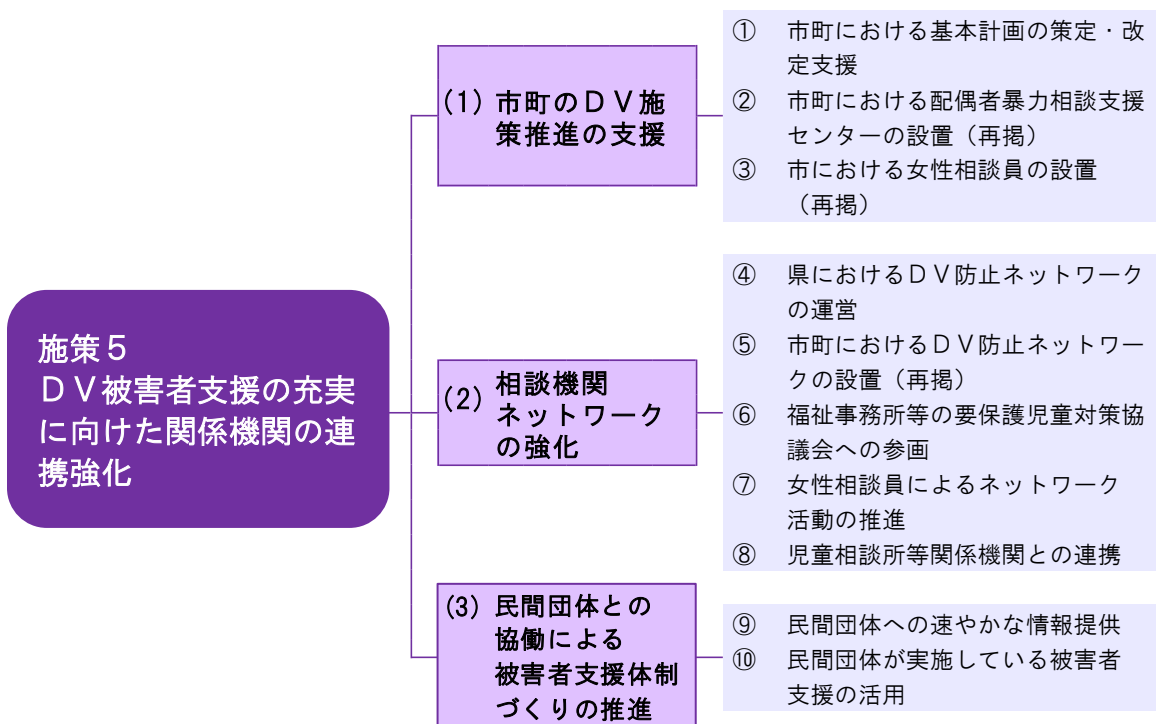 施策５
ＤＶ被害者支援の充実
に向けた関係機関の連
携強化
(1) 市町のＤＶ施
策推進の支援
① 市町における基本計画の策定・改
定支援
② 市町における配偶者暴力相談支援
センターの設置（再掲）
③ 市における女性相談員の設置
（再掲）
(2) 相談機関
ネットワーク
の強化
④ 県におけるＤＶ防止ネットワーク
の運営
⑤ 市町におけるＤＶ防止ネットワー
クの設置（再掲）
⑥ 福祉事務所等の要保護児童対策協
議会への参画
⑦ 女性相談員によるネットワーク
活動の推進
⑧ 児童相談所等関係機関との連携
(3) 民間団体との
協働による
被害者支援体制
づくりの推進
⑨ 民間団体への速やかな情報提供
⑩ 民間団体が実施している被害者
支援の活用